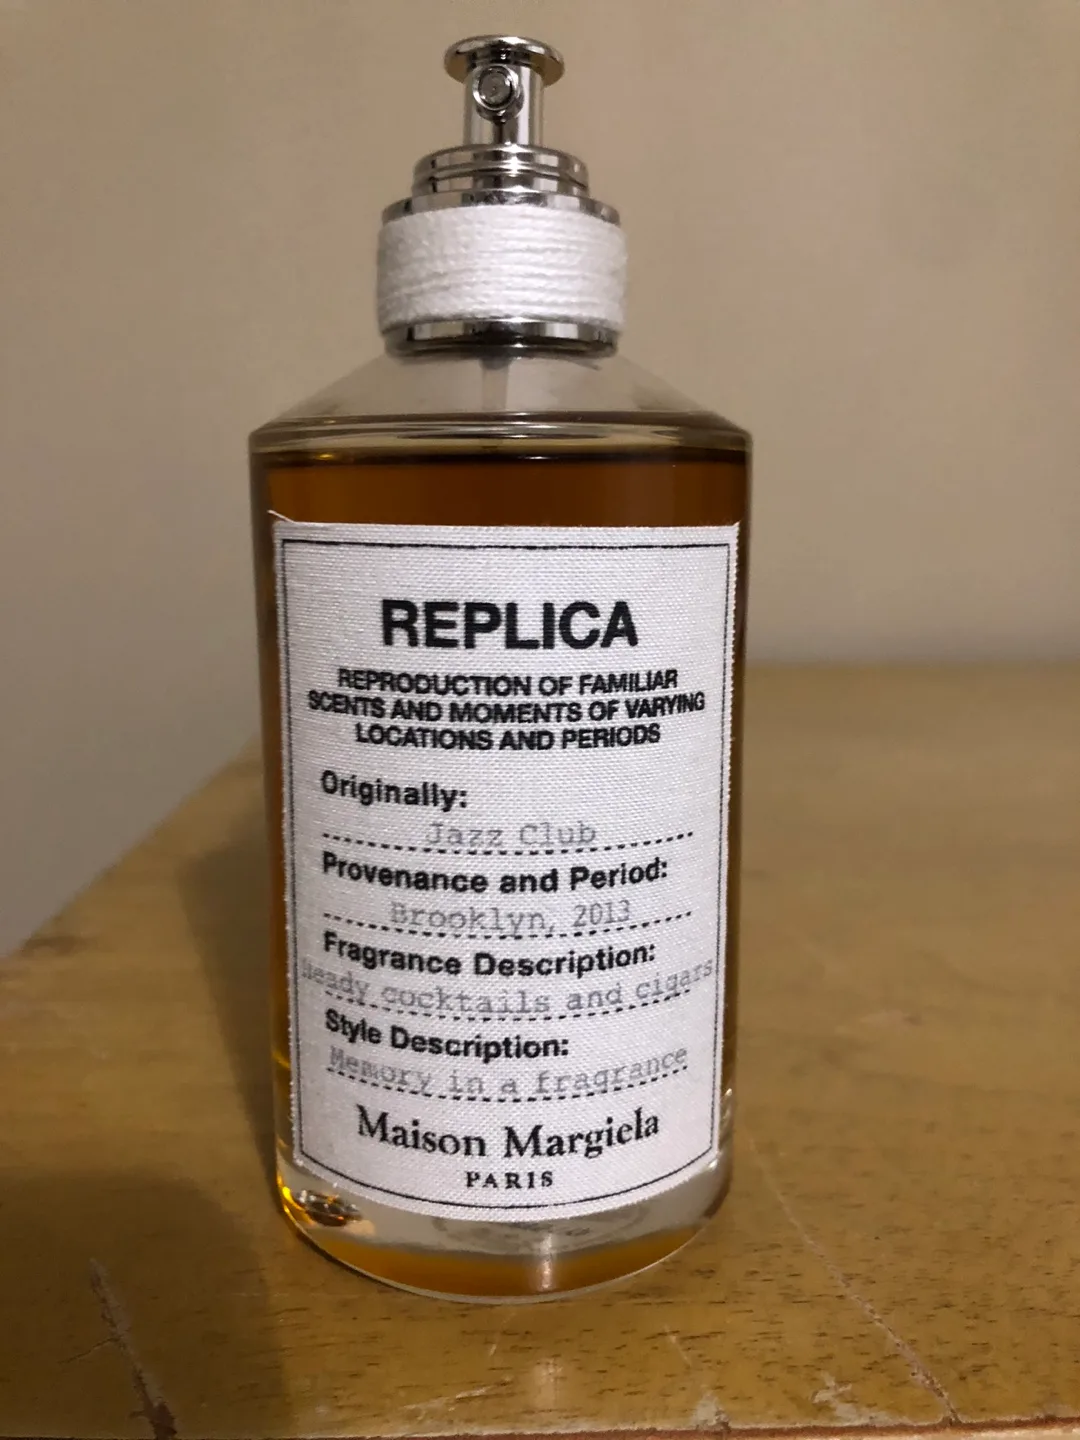 REPLICA
REPRODUCTION OF FAMILIAR
SCENTS AND MOMENTS OF VARYING
LOCATIONS AND PERIODS
Originally:
Jazz Club
Provenance and Period:
Brooklyn, 2013
Fragrance Description:
Heady cocktails and cigars
Style Description:
Memory in a fragrance
Maison Margiela
PARIS